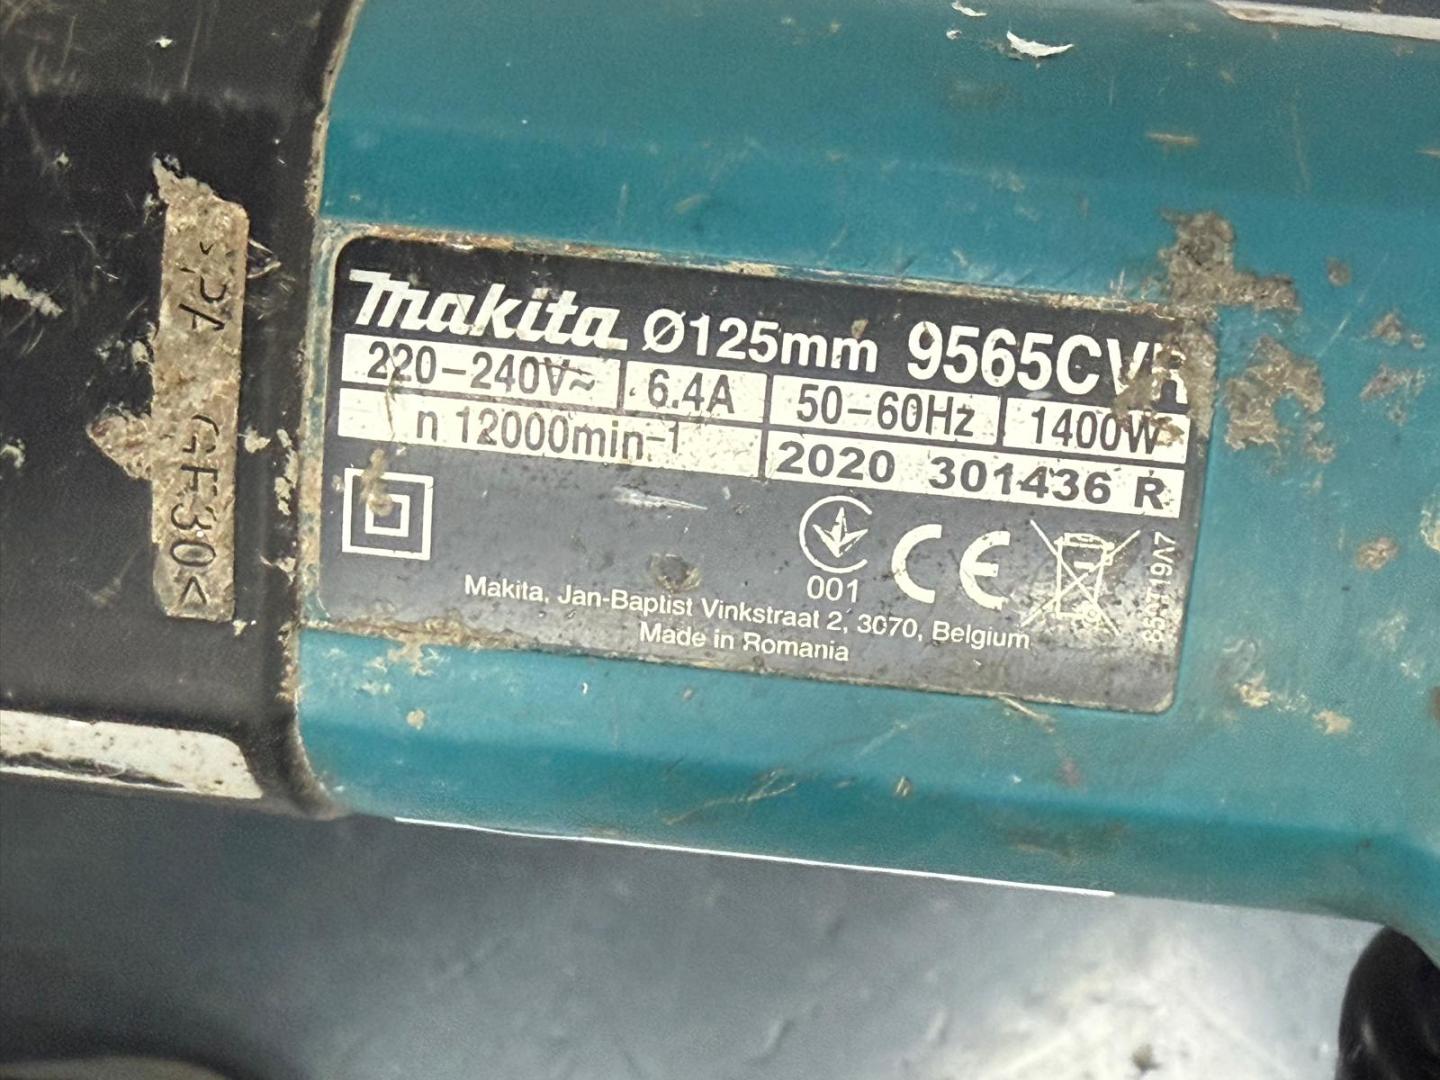 Makita Ø125mm 9565CVR
220-240V~ 6.4A 50-60Hz 1400W
n 12000min-1 2020 301436 R
001 CE
Makita, Jan-Baptist Vinkstraat 2, 3070, Belgium
Made in Romania
GF30<